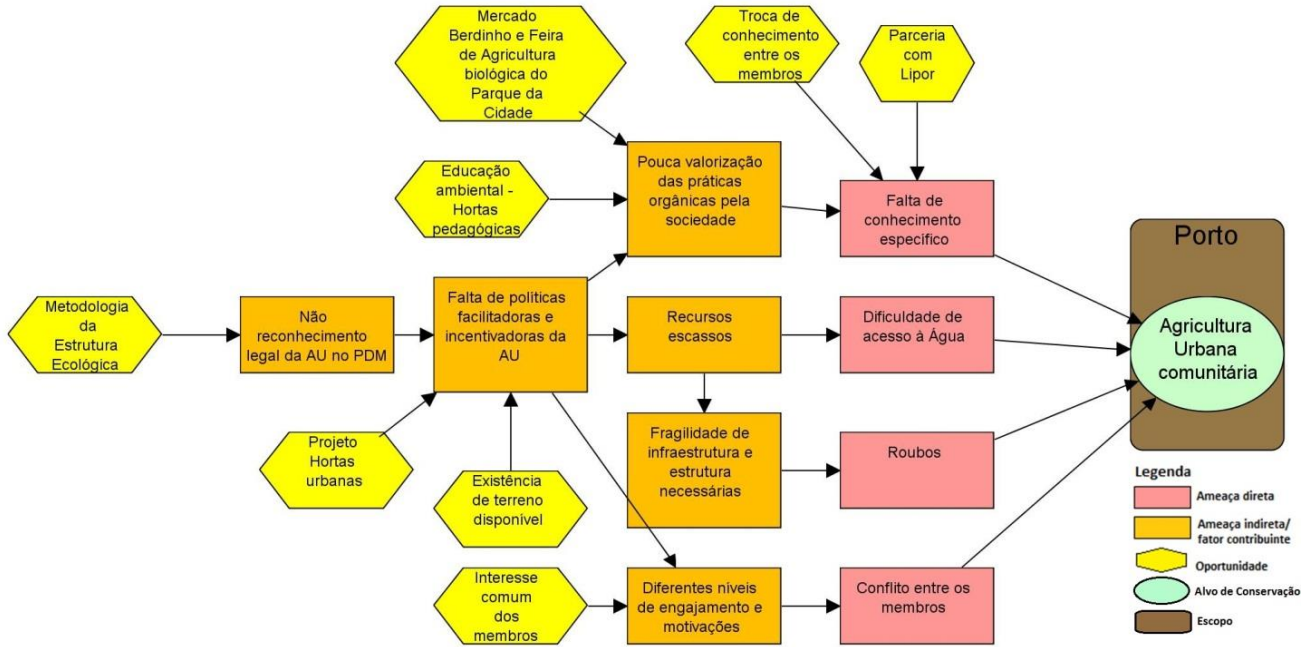 Mercado
Berdinho e Feira
de Agricultura
biológica do
Parque da
Cidade
Troca de
conhecimento
entre os
membros
Parceria
com
Lipor
Educação
ambiental -
Hortas
pedagógicas
Pouca valorização
das práticas
orgânicas pela
sociedade
Falta de
conhecimento
específico
Porto
Metodologia
da
Estrutura
Ecológica
Não
reconhecimento
legal da AU no PDM
Falta de politicas
facilitadoras e
incentivadoras da
AU
Recursos
escassos
Dificuldade de
acesso à Água
Agricultura
Urbana
comunitária
Projeto
Hortas
urbanas
Existência
de terreno
disponível
Fragilidade de
infraestrutura e
estrutura
necessárias
Roubos
Interesse
comum
dos
membros
Diferentes níveis
de engajamento e
motivações
Conflito entre os
membros
Legenda
Ameaça direta
Ameaça indireta/
fator contribuinte
Oportunidade
Alvo de Conservação
Escopo